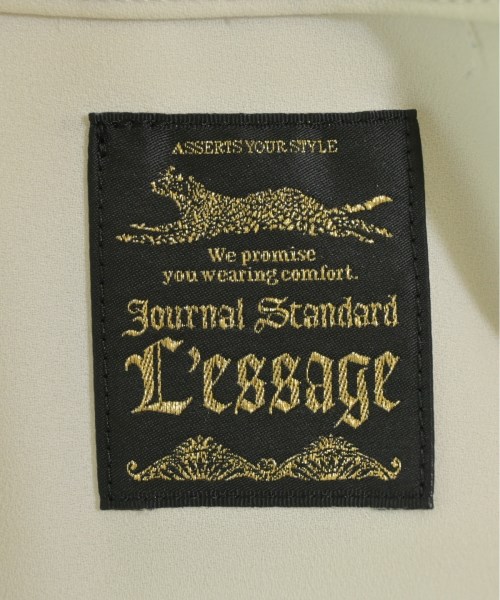 ASSERTS YOUR STYLE
We promise
you wearing comfort.
Journal Standard
L'essage